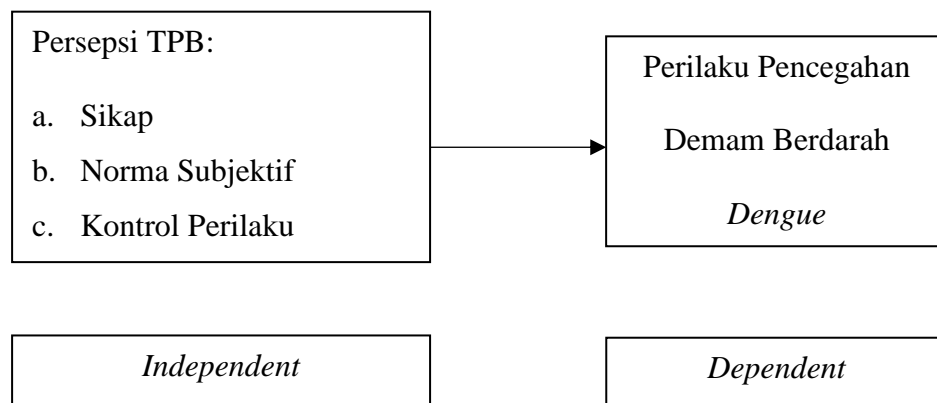 Persepsi TPB:
a. Sikap
b. Norma Subjektif
c. Kontrol Perilaku
Perilaku Pencegahan
Demam Berdarah
Dengue
Independent
Dependent